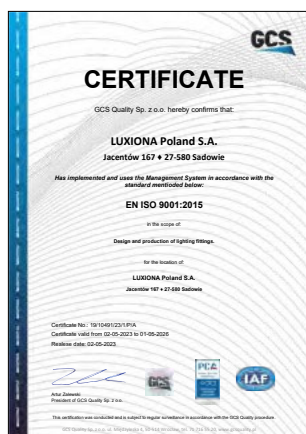 GCS
CERTIFICATE
GCS Quality Sp. z o.o. hereby confirms that:
LUXIONA Poland S.A.
Jacentów 167 ♦ 27-580 Sadowie
Has implemented and uses the Management System in accordance with the
standard mentioded below:
EN ISO 9001:2015
in the scope of:
Design and production of lighting fittings.
for the location of:
LUXIONA Poland S.A.
Jacentów 167 ♦ 27-580 Sadowie
Certificate No.: 19/10491/23/1/P/A
Certificate valid from 02-05-2023 to 01-05-2026
Realese date: 02-05-2023
Artur Zalewski
President of GCS Quality Sp. z o.o.
GCS
PCA
IAF
This certification was conducted and is subject to regular surveillance in accordance with the GCS Quality procedure.